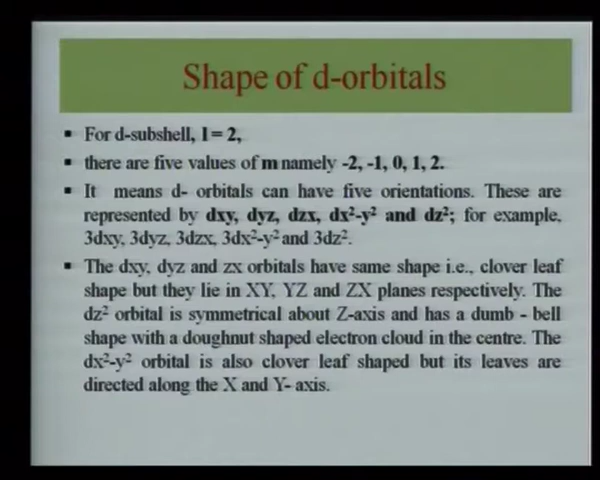 Shape of d-orbitals
▪ For d-subshell, l = 2,
▪ there are five values of m namely -2, -1, 0, 1, 2.
▪ It means d- orbitals can have five orientations. These are
represented by dxy, dyz, dzx, dx²-y² and dz²; for example,
3dxy, 3dyz, 3dzx, 3dx²-y² and 3dz².
▪ The dxy, dyz and zx orbitals have same shape i.e., clover leaf
shape but they lie in XY, YZ and ZX planes respectively. The
dz² orbital is symmetrical about Z-axis and has a dumb - bell
shape with a doughnut shaped electron cloud in the centre. The
dx²-y² orbital is also clover leaf shaped but its leaves are
directed along the X and Y- axis.